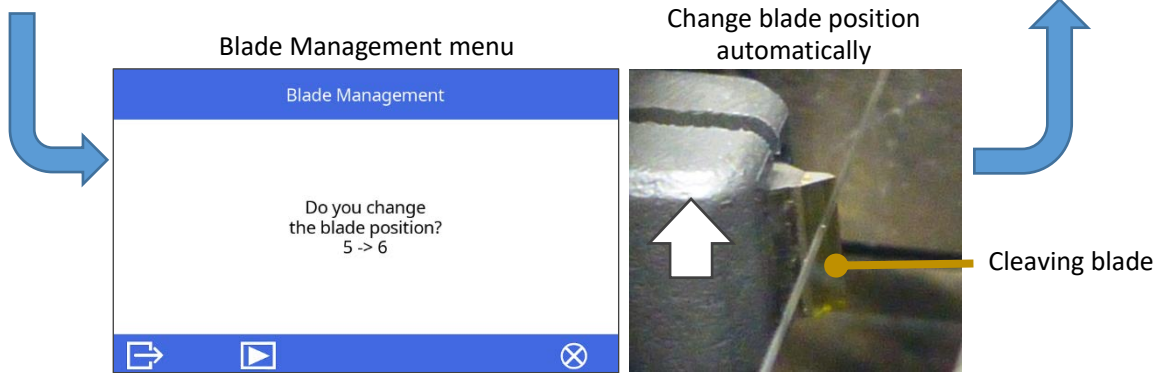 Blade Management menu
Blade Management
Do you change
the blade position?
5 -> 6
Change blade position
automatically
Cleaving blade